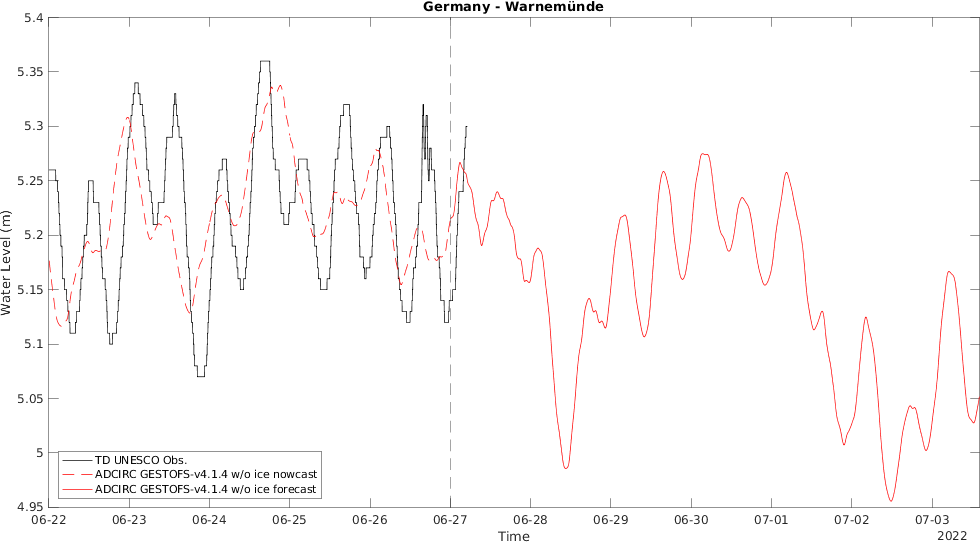 Germany - Warnemünde
5.4
5.35
5.3
5.25
5.2
5.15
5.1
5.05
5
4.95
Water Level (m)
TD UNESCO Obs.
ADCIRC GESTOFS-v4.1.4 w/o ice nowcast
ADCIRC GESTOFS-v4.1.4 w/o ice forecast
06-22 06-23 06-24 06-25 06-26 06-27 06-28 06-29 06-30 07-01 07-02 07-03
Time
2022